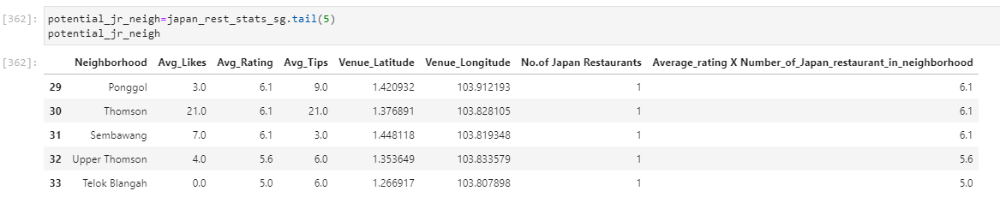 [362]: potential_jr_neigh=japan_rest_stats_sg.tail(5)
potential_jr_neigh
[362]: Neighborhood Avg_Likes Avg_Rating Avg_Tips Venue_Latitude Venue_Longitude No.of Japan Restaurants Average_rating X Number_of_Japan_restaurant_in_neighborhood
29 Ponggol 3.0 6.1 9.0 1.420932 103.912193 1 6.1
30 Thomson 21.0 6.1 21.0 1.376891 103.828105 1 6.1
31 Sembawang 7.0 6.1 3.0 1.448118 103.819348 1 6.1
32 Upper Thomson 4.0 5.6 6.0 1.353649 103.833579 1 5.6
33 Telok Blangah 0.0 5.0 6.0 1.266917 103.807898 1 5.0